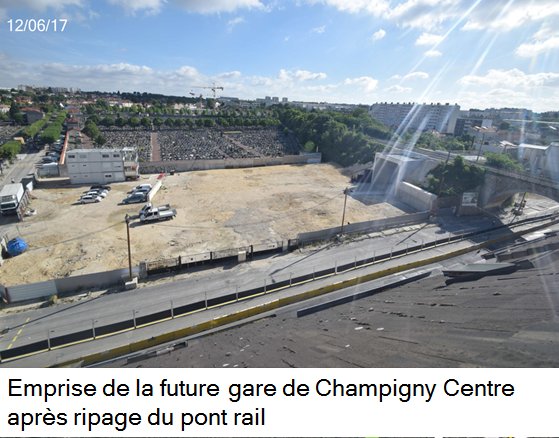 12/06/17
Emprise de la future gare de Champigny Centre
après ripage du pont rail